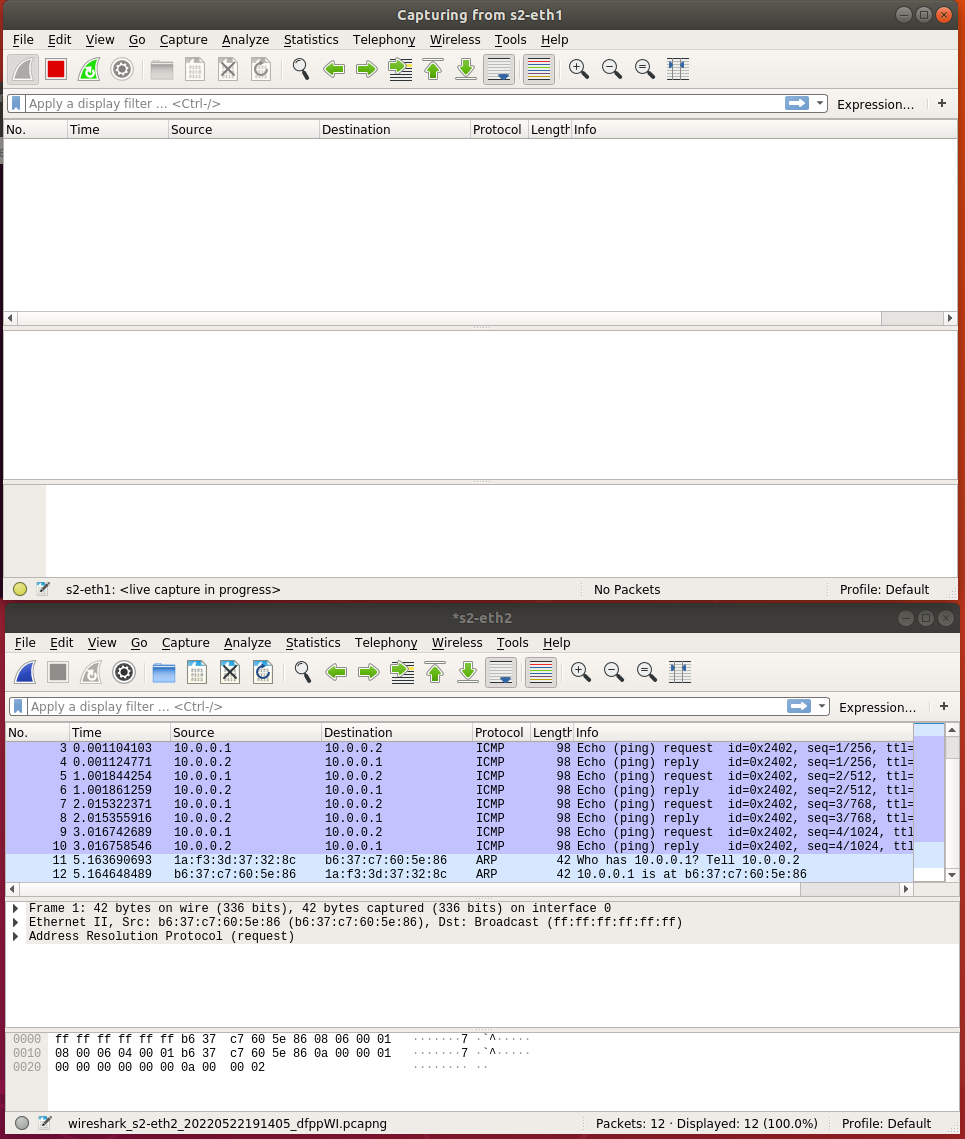 Capturing from s2-eth1
File Edit View Go Capture Analyze Statistics Telephony Wireless Tools Help
Apply a display filter ... <Ctrl-/> Expression... +
No. Time Source Destination Protocol Length Info
s2-eth1: <live capture in progress> No Packets Profile: Default
*s2-eth2
File Edit View Go Capture Analyze Statistics Telephony Wireless Tools Help
Apply a display filter ... <Ctrl-/> Expression... +
No. Time Source Destination Protocol Length Info
3 0.001104103 10.0.0.1 10.0.0.2 ICMP 98 Echo (ping) request id=0x2402, seq=1/256, ttl=
4 0.001124771 10.0.0.2 10.0.0.1 ICMP 98 Echo (ping) reply id=0x2402, seq=1/256, ttl=
5 1.001844254 10.0.0.1 10.0.0.2 ICMP 98 Echo (ping) request id=0x2402, seq=2/512, ttl=
6 1.001861259 10.0.0.2 10.0.0.1 ICMP 98 Echo (ping) reply id=0x2402, seq=2/512, ttl=
7 2.015322371 10.0.0.1 10.0.0.2 ICMP 98 Echo (ping) request id=0x2402, seq=3/768, ttl=
8 2.015355916 10.0.0.2 10.0.0.1 ICMP 98 Echo (ping) reply id=0x2402, seq=3/768, ttl=
9 3.016742689 10.0.0.1 10.0.0.2 ICMP 98 Echo (ping) request id=0x2402, seq=4/1024, ttl
10 3.016758546 10.0.0.2 10.0.0.1 ICMP 98 Echo (ping) reply id=0x2402, seq=4/1024, ttl
11 5.163690693 1a:f3:3d:37:32:8c b6:37:c7:60:5e:86 ARP 42 Who has 10.0.0.1? Tell 10.0.0.2
12 5.164648489 b6:37:c7:60:5e:86 1a:f3:3d:37:32:8c ARP 42 10.0.0.1 is at b6:37:c7:60:5e:86
Frame 1: 42 bytes on wire (336 bits), 42 bytes captured (336 bits) on interface 0
Ethernet II, Src: b6:37:c7:60:5e:86 (b6:37:c7:60:5e:86), Dst: Broadcast (ff:ff:ff:ff:ff:ff)
Address Resolution Protocol (request)
0000 ff ff ff ff ff ff b6 37 c7 60 5e 86 08 06 00 01 ·······7 ·`^·····
0010 08 00 06 04 00 01 b6 37 c7 60 5e 86 0a 00 00 01 ·······7 ·`^·····
0020 00 00 00 00 00 00 0a 00 00 02 ········ ··
wireshark_s2-eth2_20220522191405_dfppWI.pcapng Packets: 12 · Displayed: 12 (100.0%) Profile: Default